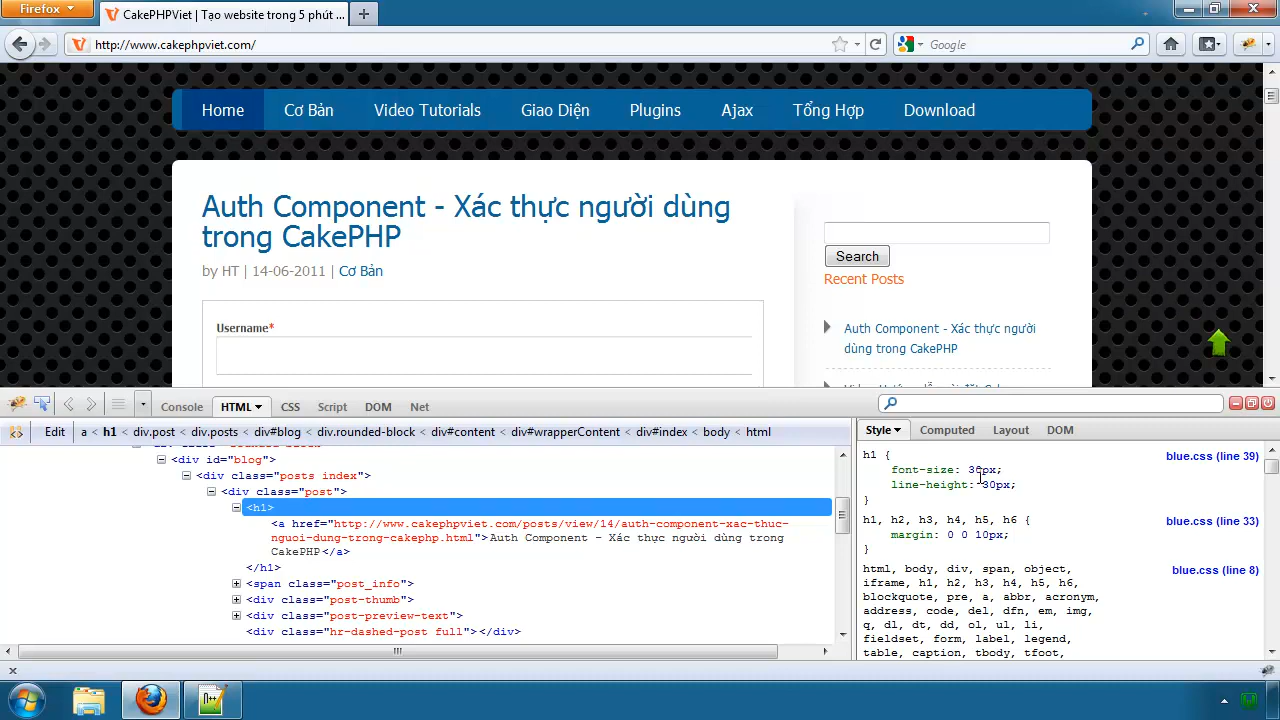 Firefox
CakePHPViet | Tạo website trong 5 phút ...
http://www.cakephpviet.com/
Google
Home
Cơ Bản
Video Tutorials
Giao Diện
Plugins
Ajax
Tổng Hợp
Download
Auth Component - Xác thực người dùng
trong CakePHP
by HT | 14-06-2011 | Cơ Bản
Username*
Search
Recent Posts
Auth Component - Xác thực người
dùng trong CakePHP
Console
HTML
CSS
Script
DOM
Net
Edit
a < h1 < div.post < div.posts < div#blog < div.rounded-block < div#content < div#wrapperContent < div#index < body < html
<div id="blog">
<div class="posts index">
<div class="post">
<h1>
<a href="http://www.cakephpviet.com/posts/view/14/auth-component-xac-thuc-
nguoi-dung-trong-cakephp.html">Auth Component - Xác thực người dùng trong
CakePHP</a>
</h1>
<span class="post_info">
<div class="post-thumb">
<div class="post-preview-text">
<div class="hr-dashed-post full"></div>
Style
Computed
Layout
DOM
h1 {
blue.css (line 39)
font-size: 36px;
line-height: 30px;
}
h1, h2, h3, h4, h5, h6 {
blue.css (line 33)
margin: 0 0 10px;
}
html, body, div, span, object,
blue.css (line 8)
iframe, h1, h2, h3, h4, h5, h6,
blockquote, pre, a, abbr, acronym,
address, code, del, dfn, em, img,
q, dl, dt, dd, ol, ul, li,
fieldset, form, label, legend,
table, caption, tbody, tfoot,